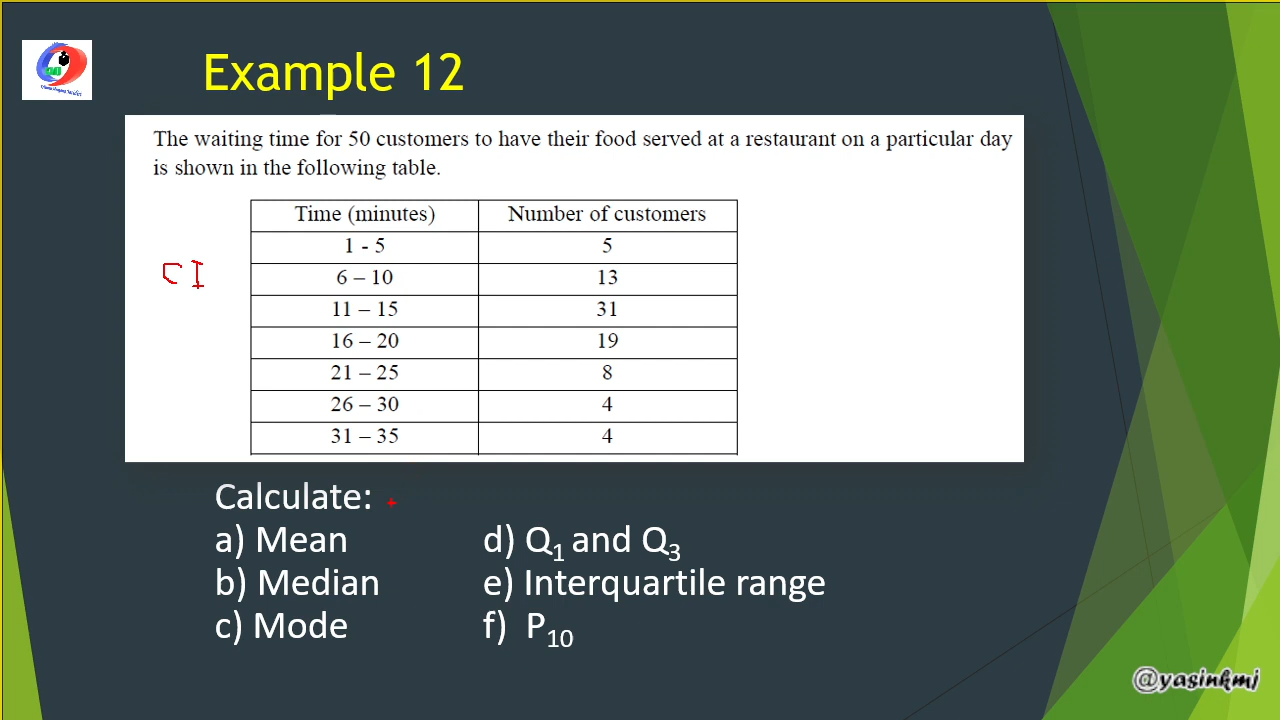 Example 12
The waiting time for 50 customers to have their food served at a restaurant on a particular day
is shown in the following table.
Time (minutes) Number of customers
1 - 5 5
CI
6 – 10 13
11 – 15 31
16 – 20 19
21 – 25 8
26 – 30 4
31 – 35 4
Calculate:
a) Mean d) Q1 and Q3
b) Median e) Interquartile range
c) Mode f) P10
@yasinkmj